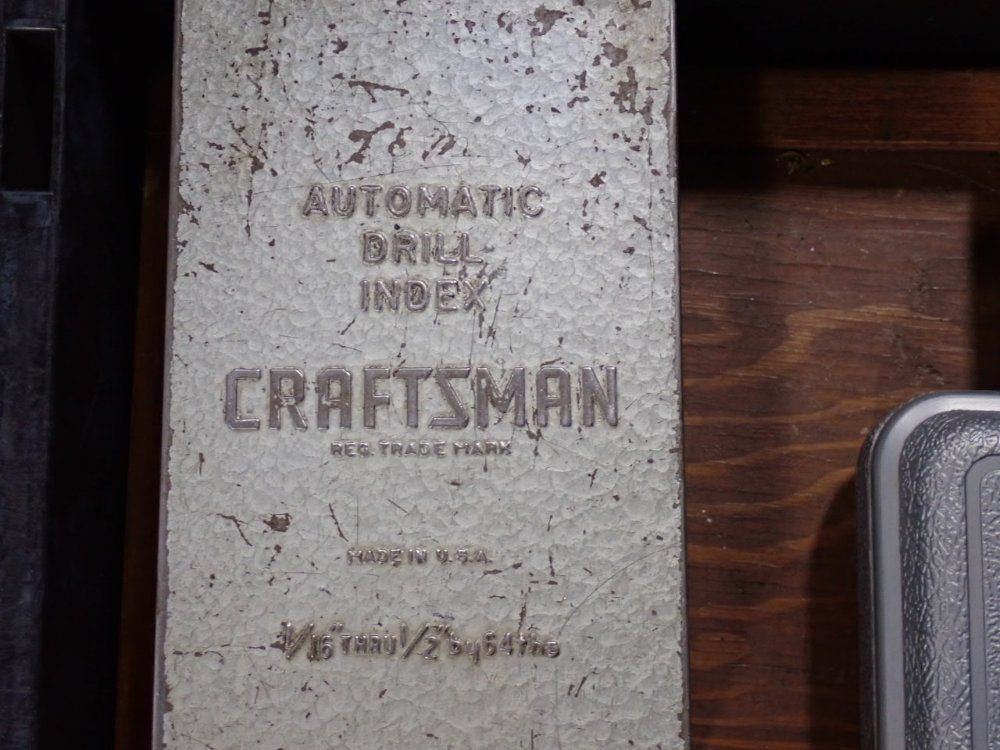 AUTOMATIC
DRILL
INDEX
CRAFTSMAN
REG. TRADE MARK
MADE IN U.S.A.
1/16" THRU 1/2" by 64ths